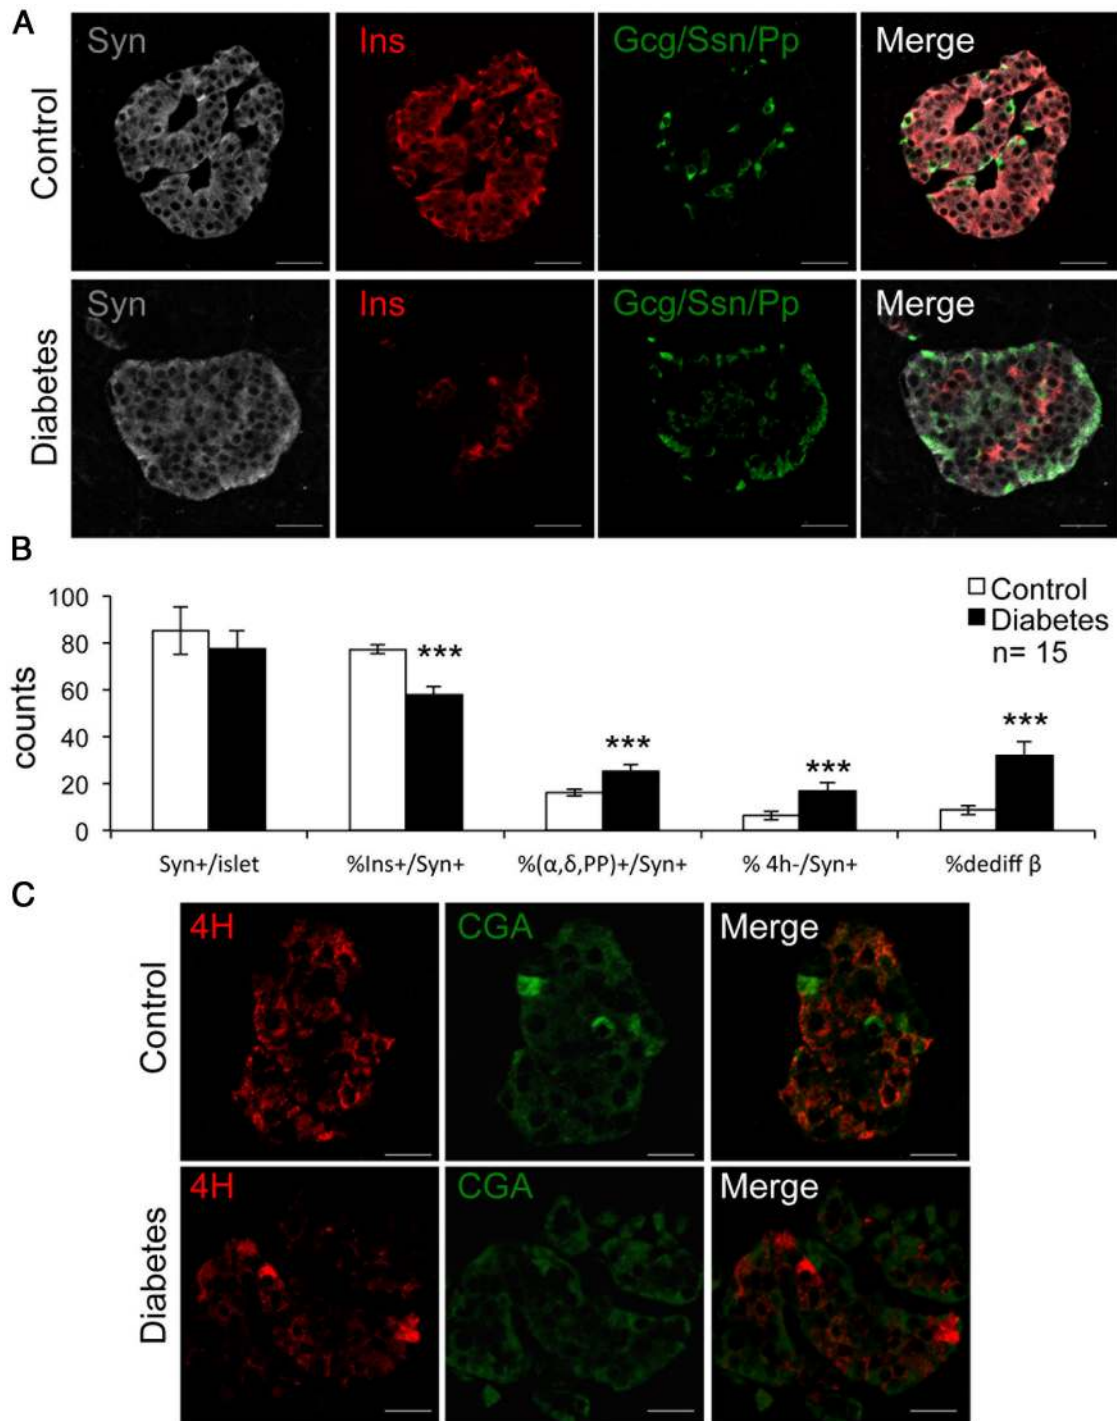 A
Control
Syn
Ins
Gcg/Ssn/Pp
Merge
Diabetes
Syn
Ins
Gcg/Ssn/Pp
Merge
B
counts
100
80
60
40
20
0
***
***
***
***
Control
Diabetes
n= 15
Syn+/islet
%Ins+/Syn+
%(α,δ,PP)+/Syn+
% 4h-/Syn+
%dediff β
C
Control
4H
CGA
Merge
Diabetes
4H
CGA
Merge